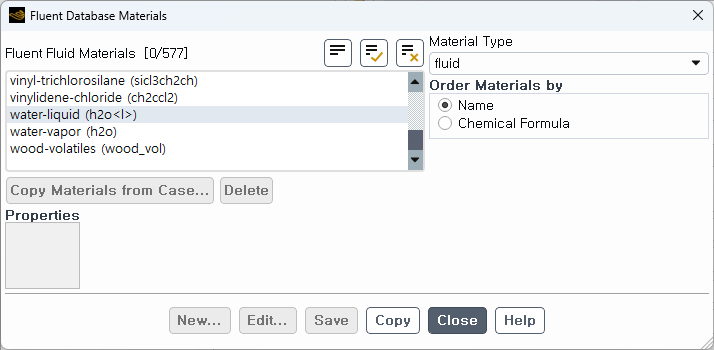 Fluent Database Materials
Fluent Fluid Materials [0/577]
Material Type
fluid
vinyl-trichlorosilane (sicl3ch2ch)
vinylidene-chloride (ch2ccl2)
water-liquid (h2o<l>)
water-vapor (h2o)
wood-volatiles (wood_vol)
Order Materials by
Name
Chemical Formula
Copy Materials from Case...
Delete
Properties
New...
Edit...
Save
Copy
Close
Help